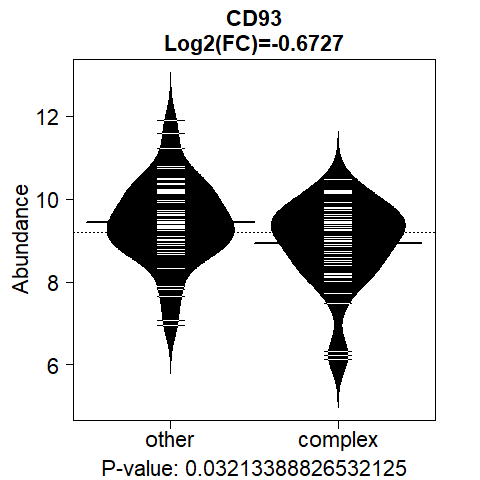 CD93
Log2(FC)=-0.6727
Abundance
12
10
8
6
other complex
P-value: 0.03213388826532125